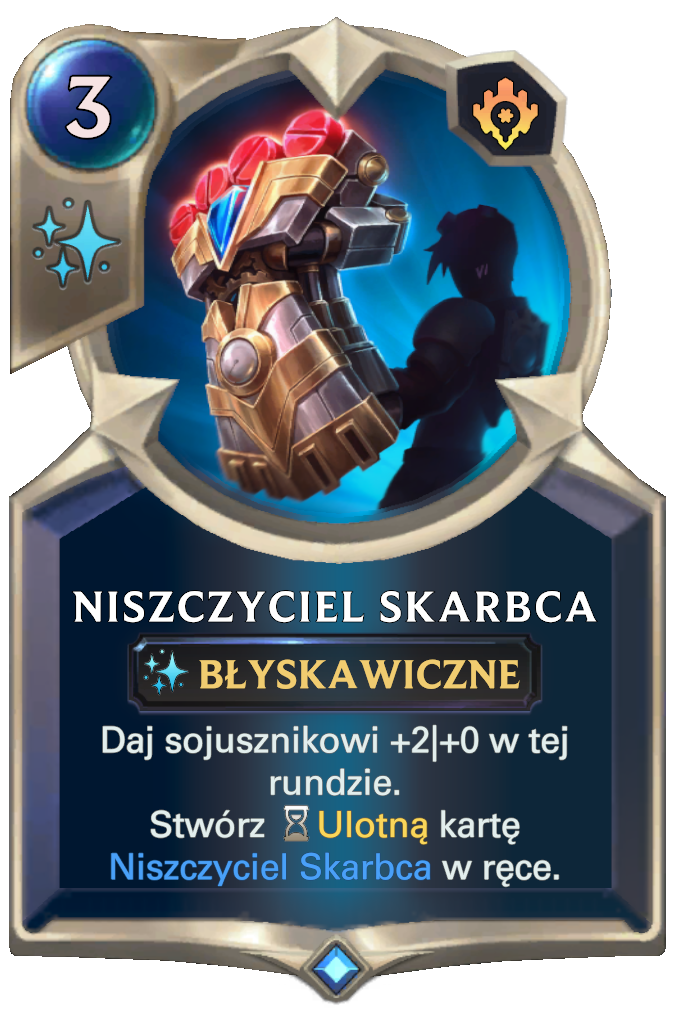 3
NISZCZYCIEL SKARBCA
BŁYSKAWICZNE
Daj sojusznikowi +2|+0 w tej
rundzie.
Stwórz Ulotną kartę
Niszczyciel Skarbca w ręce.